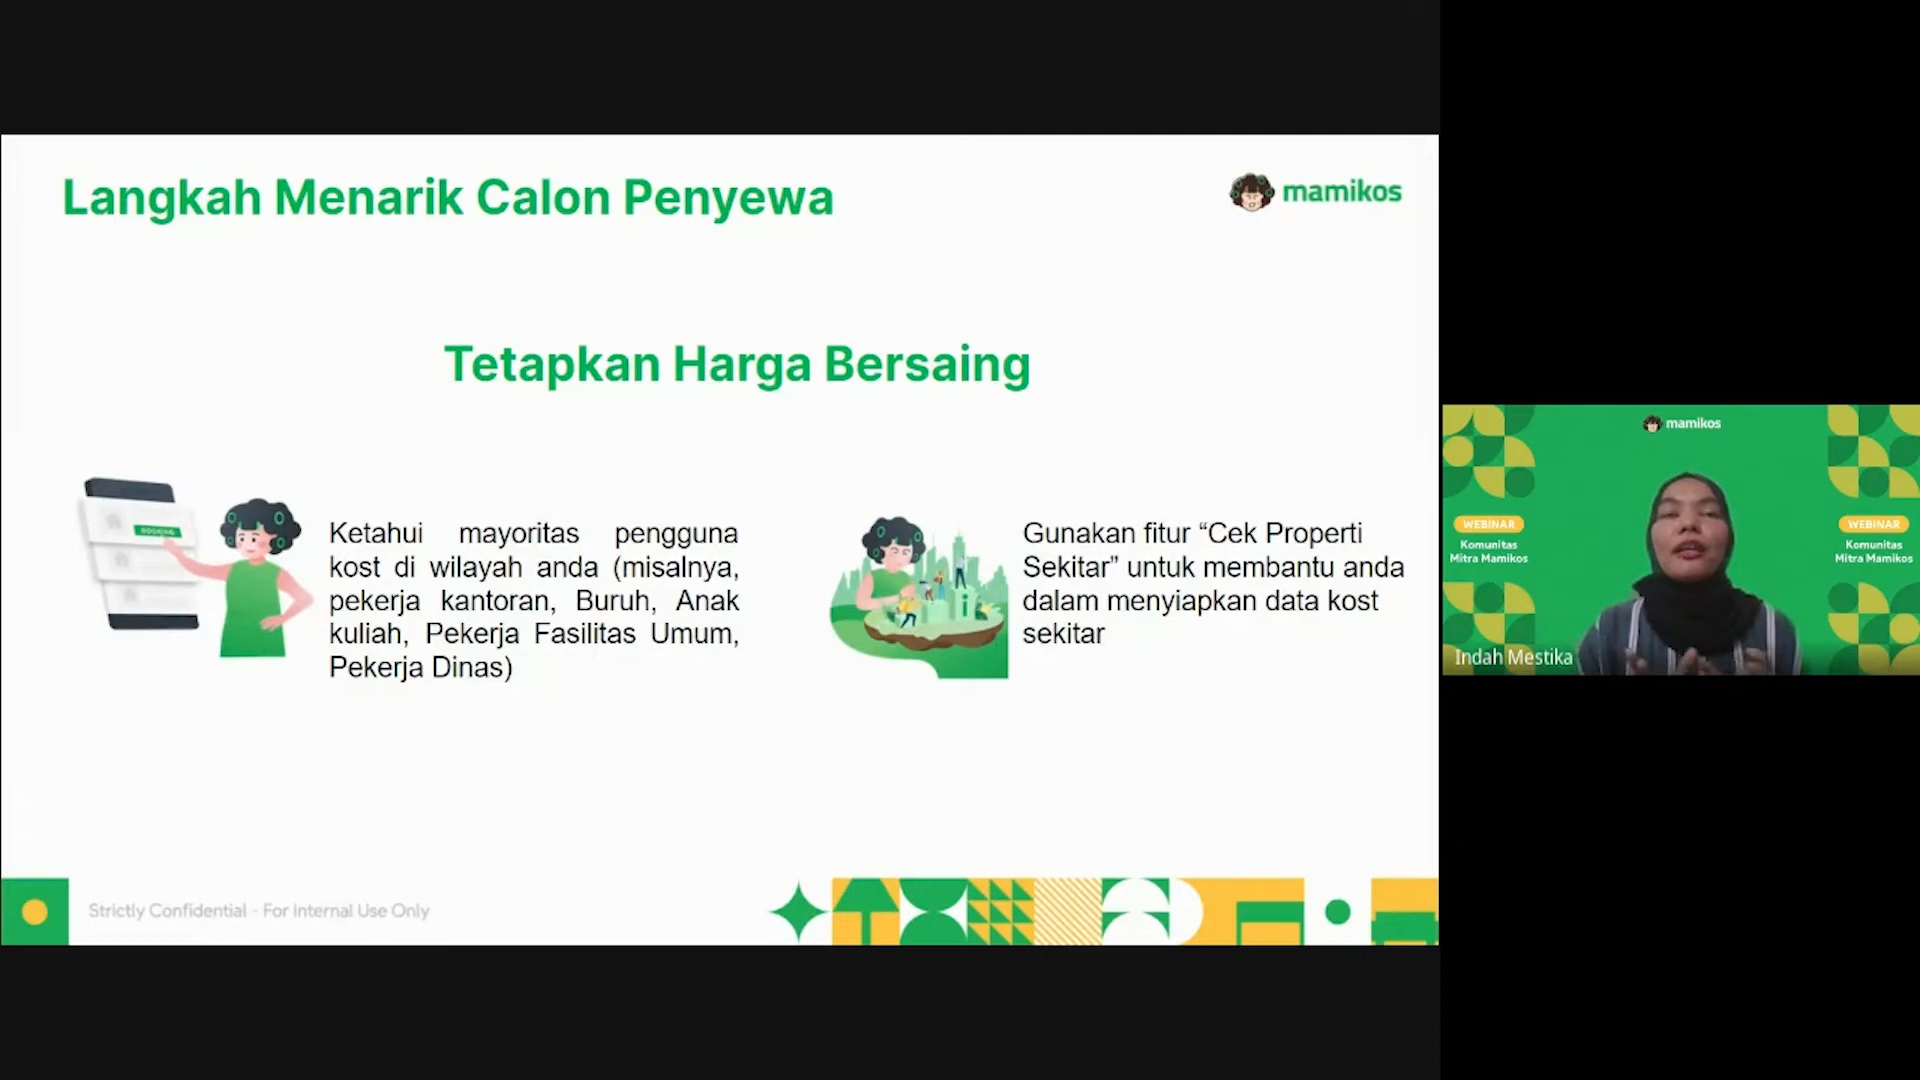 Langkah Menarik Calon Penyewa
mamikos
Tetapkan Harga Bersaing
BOOKING
Ketahui mayoritas pengguna
kost di wilayah anda (misalnya,
pekerja kantoran, Buruh, Anak
kuliah, Pekerja Fasilitas Umum,
Pekerja Dinas)
Gunakan fitur “Cek Properti
Sekitar” untuk membantu anda
dalam menyiapkan data kost
sekitar
Strictly Confidential - For Internal Use Only
mamikos
WEBINAR
Komunitas
Mitra Mamikos
WEBINAR
Komunitas
Mitra Mamikos
Indah Mestika